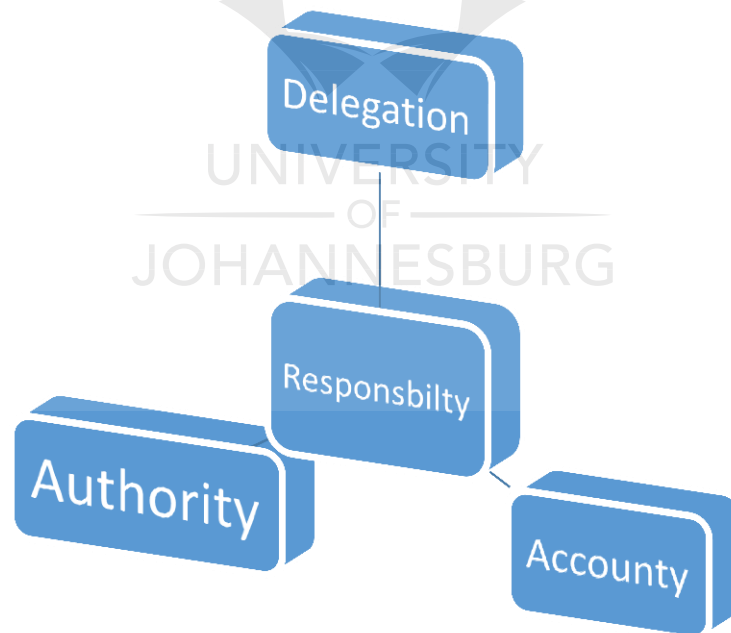 Delegation
UNIVERSITY
OF
JOHANNESBURG
Responsbilty
Authority
Accounty